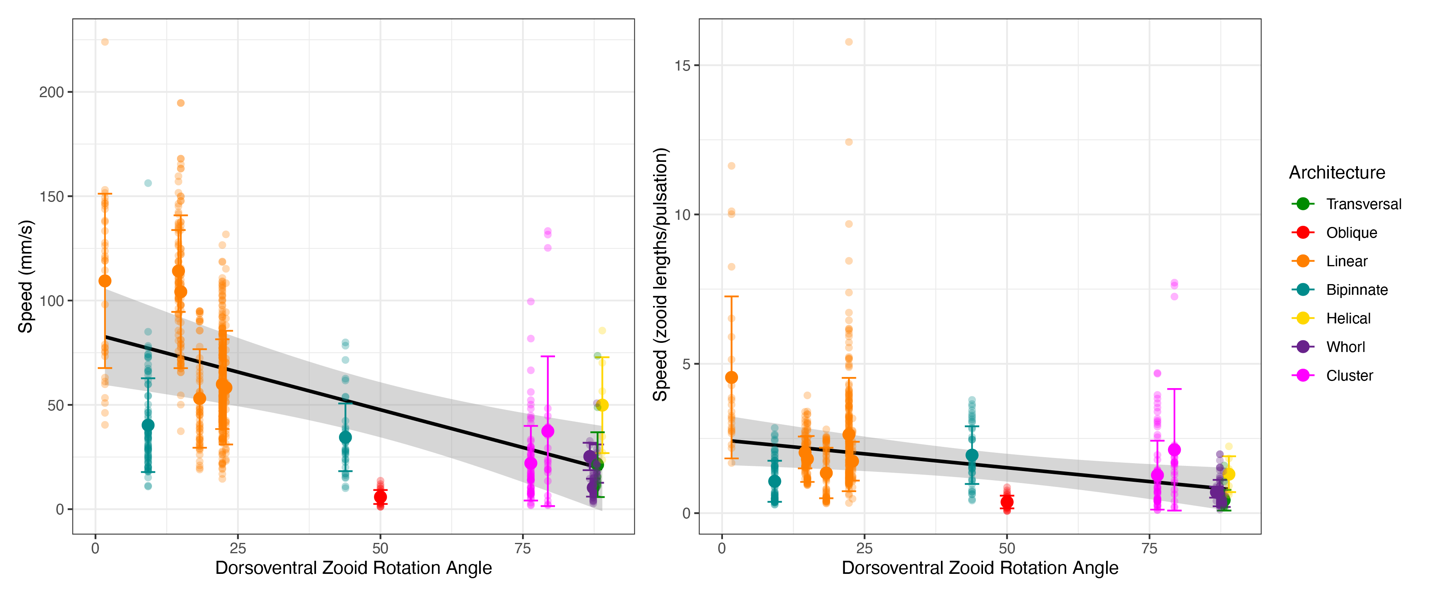 Speed (mm/s)
200
150
100
50
0
0
25
50
75
Dorsoventral Zooid Rotation Angle
Speed (zooid lengths/pulsation)
15
10
5
0
0
25
50
75
Dorsoventral Zooid Rotation Angle
Architecture
Transversal
Oblique
Linear
Bipinnate
Helical
Whorl
Cluster